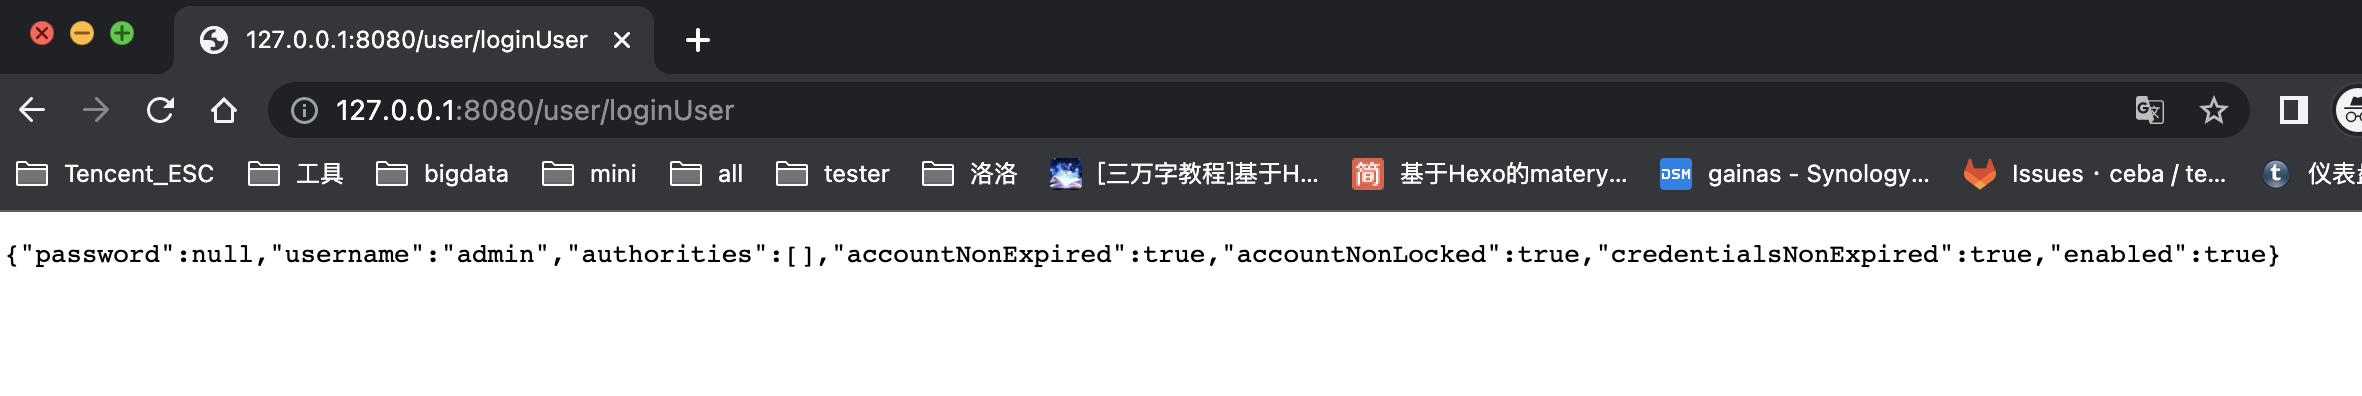 127.0.0.1:8080/user/loginUser
127.0.0.1:8080/user/loginUser
Tencent_ESC 工具 bigdata mini all tester 洛洛 [三万字教程]基于H... 简 基于Hexo的matery... DSM gainas - Synology... Issues · ceba / te... t 仪表
{"password":null,"username":"admin","authorities":[],"accountNonExpired":true,"accountNonLocked":true,"credentialsNonExpired":true,"enabled":true}